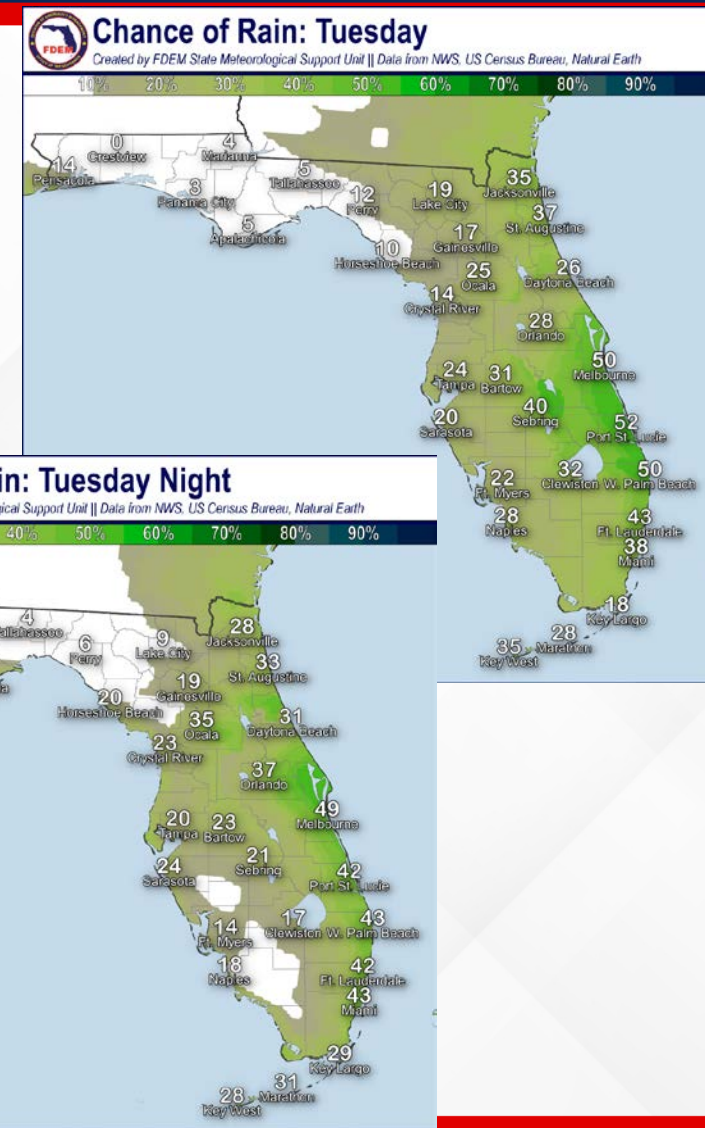 Chance of Rain: Tuesday
FDEM
Created by FDEM State Meteorological Support Unit || Data from NWS, US Census Bureau, Natural Earth
10% 20% 30% 40% 50% 60% 70% 80% 90%
0
Crestview
4
Marianna
14
Pensacola
5
Tallahassee
3
Panama City
12
Perry
19
Lake City
35
Jacksonville
5
Apalachicola
37
St. Augustine
17
Gainesville
10
Horseshoe Beach
25
Ocala
26
Daytona Beach
14
Crystal River
28
Orlando
24
Tampa
31
Bartow
50
Melbourne
20
Sarasota
40
Sebring
52
Port St. Lucie
22
Ft. Myers
32
Clewiston
50
W. Palm Beach
28
Naples
43
Ft. Lauderdale
38
Miami
18
Key Largo
28
Marathon
35
Key West
in: Tuesday Night
gical Support Unit || Data from NWS, US Census Bureau, Natural Earth
40% 50% 60% 70% 80% 90%
4
allahassee
6
Perry
9
Lake City
28
Jacksonville
33
St. Augustine
19
Gainesville
20
Horseshoe Beach
35
Ocala
31
Daytona Beach
23
Crystal River
37
Orlando
20
Tampa
23
Bartow
49
Melbourne
24
Sarasota
21
Sebring
42
Port St. Lucie
14
Ft. Myers
17
Clewiston
43
W. Palm Beach
18
Naples
42
Ft. Lauderdale
43
Miami
29
Key Largo
31
Marathon
28
Key West